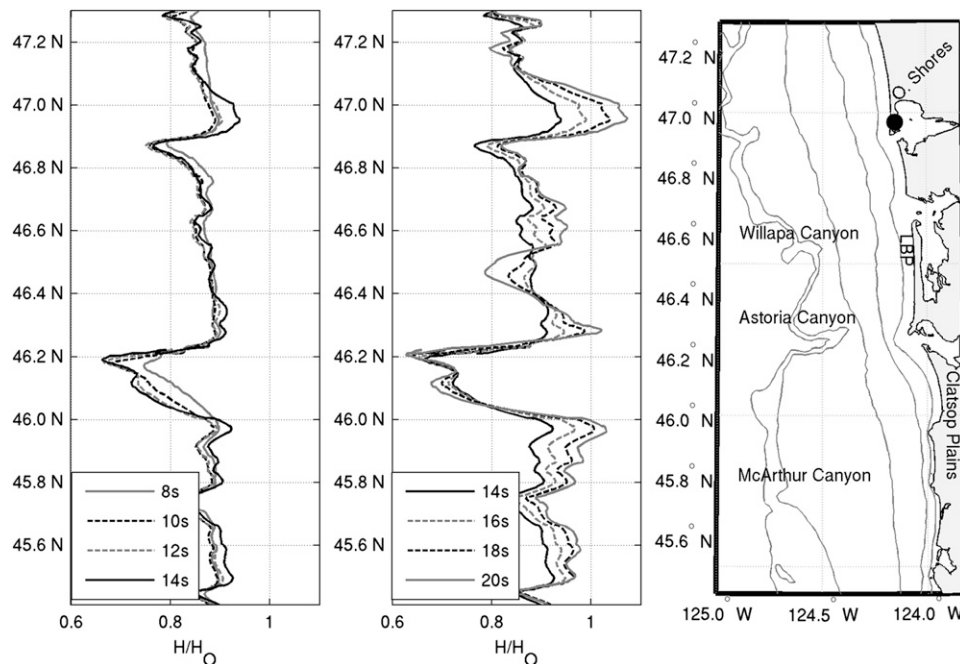 47.2 N
47.0 N
46.8 N
46.6 N
46.4 N
46.2 N
46.0 N
45.8 N
45.6 N
8s
10s
12s
14s
0.6
0.8
1
H/H_O
47.2 N
47.0 N
46.8 N
46.6 N
46.4 N
46.2 N
46.0 N
45.8 N
45.6 N
14s
16s
18s
20s
0.6
0.8
1
H/H_O
47.2 °N
47.0 °N
46.8 °N
46.6 °N
46.4 °N
46.2 °N
46.0 °N
45.8 °N
45.6 °N
O. Shores
Willapa Canyon
LBP
Astoria Canyon
Clatsop Plains
McArthur Canyon
125.0 °W
124.5 °W
124.0 °W